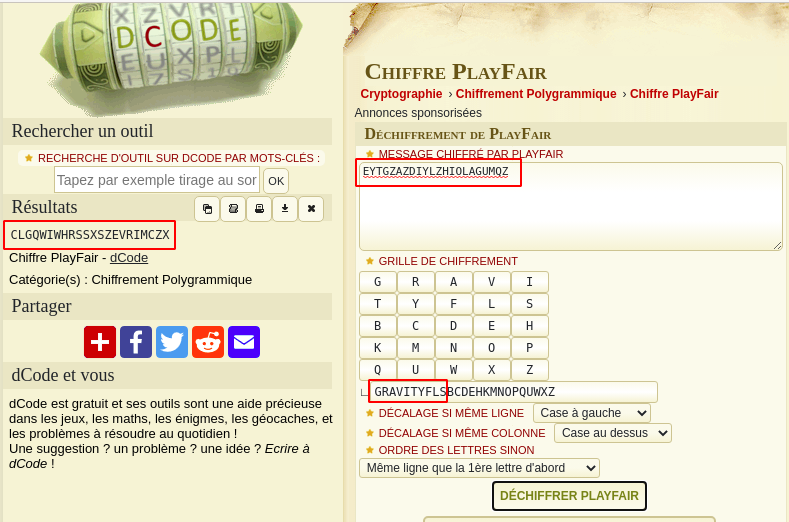 XZVRT
DCODE
EUXPL
Rechercher un outil
★ RECHERCHE D'OUTIL SUR DCODE PAR MOTS-CLÉS :
Tapez par exemple tirage au sor
OK
Résultats
CLGQWIWHRSSXSZEVRIMCZX
Chiffre PlayFair - dCode
Catégorie(s) : Chiffrement Polygrammique
Partager
dCode et vous
dCode est gratuit et ses outils sont une aide précieuse
dans les jeux, les maths, les énigmes, les géocaches, et
les problèmes à résoudre au quotidien !
Une suggestion ? un problème ? une idée ? Ecrire à
dCode !
Chiffre PlayFair
Cryptographie › Chiffrement Polygrammique › Chiffre PlayFair
Annonces sponsorisées
Déchiffrement de PlayFair
★ MESSAGE CHIFFRÉ PAR PLAYFAIR
EYTGZAZDIYLZHIOLAGUMQZ
★ GRILLE DE CHIFFREMENT
G R A V I
T Y F L S
B C D E H
K M N O P
Q U W X Z
GRAVITYFLSBCDEHKMNOPQUWXZ
★ DÉCALAGE SI MÊME LIGNE Case à gauche
★ DÉCALAGE SI MÊME COLONNE Case au dessus
★ ORDRE DES LETTRES SINON
Même ligne que la 1ère lettre d'abord
DÉCHIFFRER PLAYFAIR